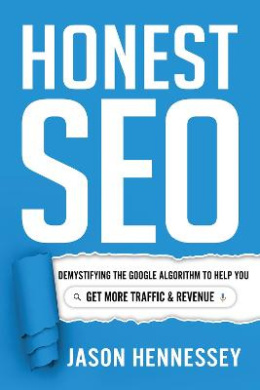 HONEST
SEO
DEMYSTIFYING THE GOOGLE ALGORITHM TO HELP YOU
GET MORE TRAFFIC & REVENUE
JASON HENNESSEY